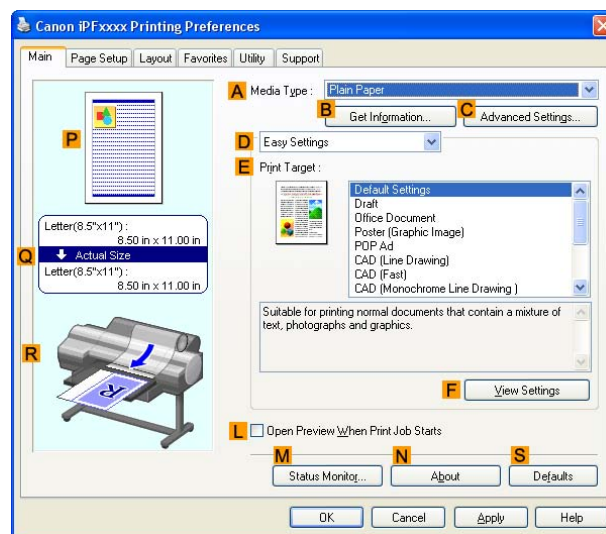 Canon iPFxxxx Printing Preferences
Main Page Setup Layout Favorites Utility Support
A Media Type : Plain Paper
B Get Information... C Advanced Settings...
D Easy Settings
E Print Target :
Default Settings
Draft
Office Document
Poster (Graphic Image)
POP Ad
CAD (Line Drawing)
CAD (Fast)
CAD (Monochrome Line Drawing )
Suitable for printing normal documents that contain a mixture of
text, photographs and graphics.
F View Settings
P
Letter(8.5"x11") :
8.50 in x 11.00 in
Q Actual Size
Letter(8.5"x11") :
8.50 in x 11.00 in
R
R
L Open Preview When Print Job Starts
M N S
Status Monitor... About Defaults
OK Cancel Apply Help